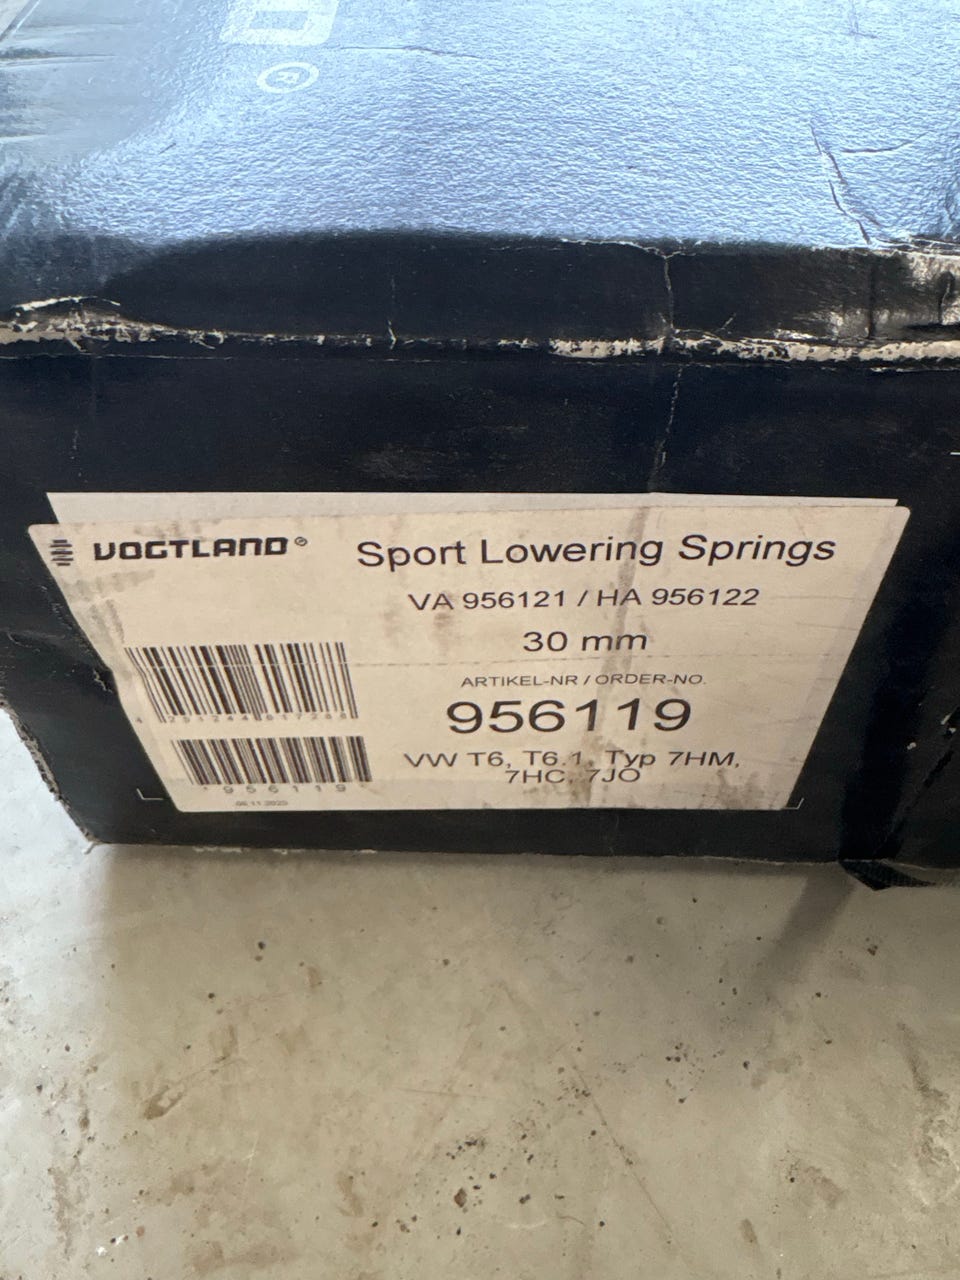 ®
VOGTLAND®
Sport Lowering Springs
VA 956121 / HA 956122
30 mm
ARTIKEL-NR / ORDER-NO.
956119
VW T6, T6.1, Typ 7HM,
7HC, 7JO
*956119